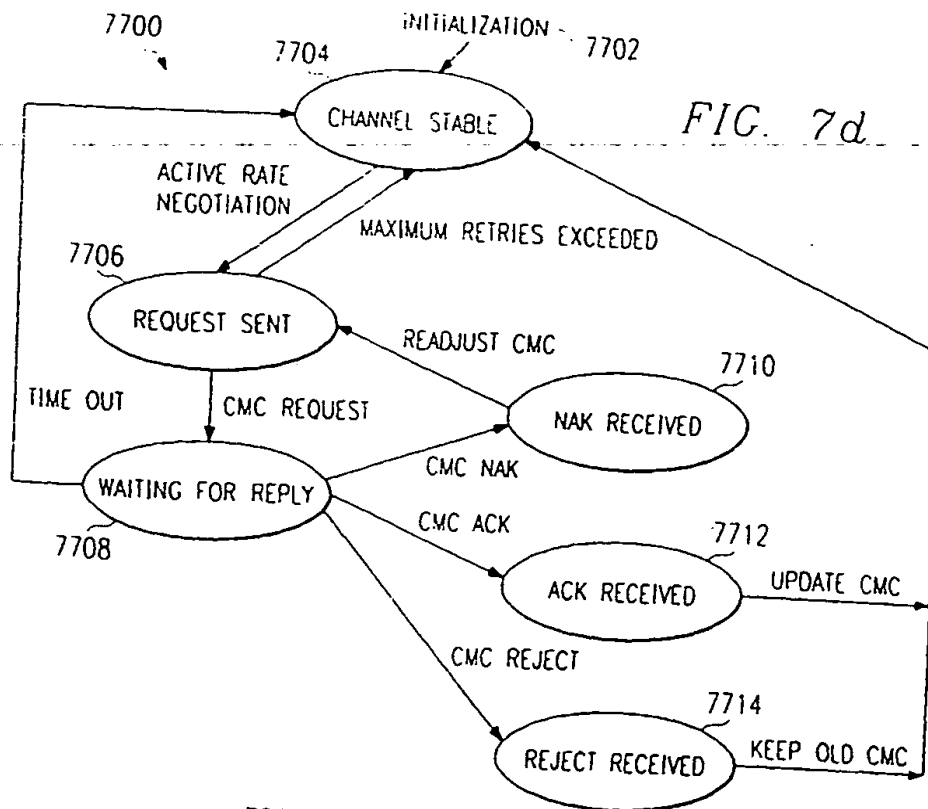 7700
7704
INITIALIZATION
7702
CHANNEL STABLE
FIG. 7d
ACTIVE RATE
NEGOTIATION
MAXIMUM RETRIES EXCEEDED
7706
REQUEST SENT
READJUST CMC
7710
TIME OUT
CMC REQUEST
NAK RECEIVED
CMC NAK
WAITING FOR REPLY
7708
CMC ACK
7712
ACK RECEIVED
UPDATE CMC
CMC REJECT
7714
REJECT RECEIVED
KEEP OLD CMC